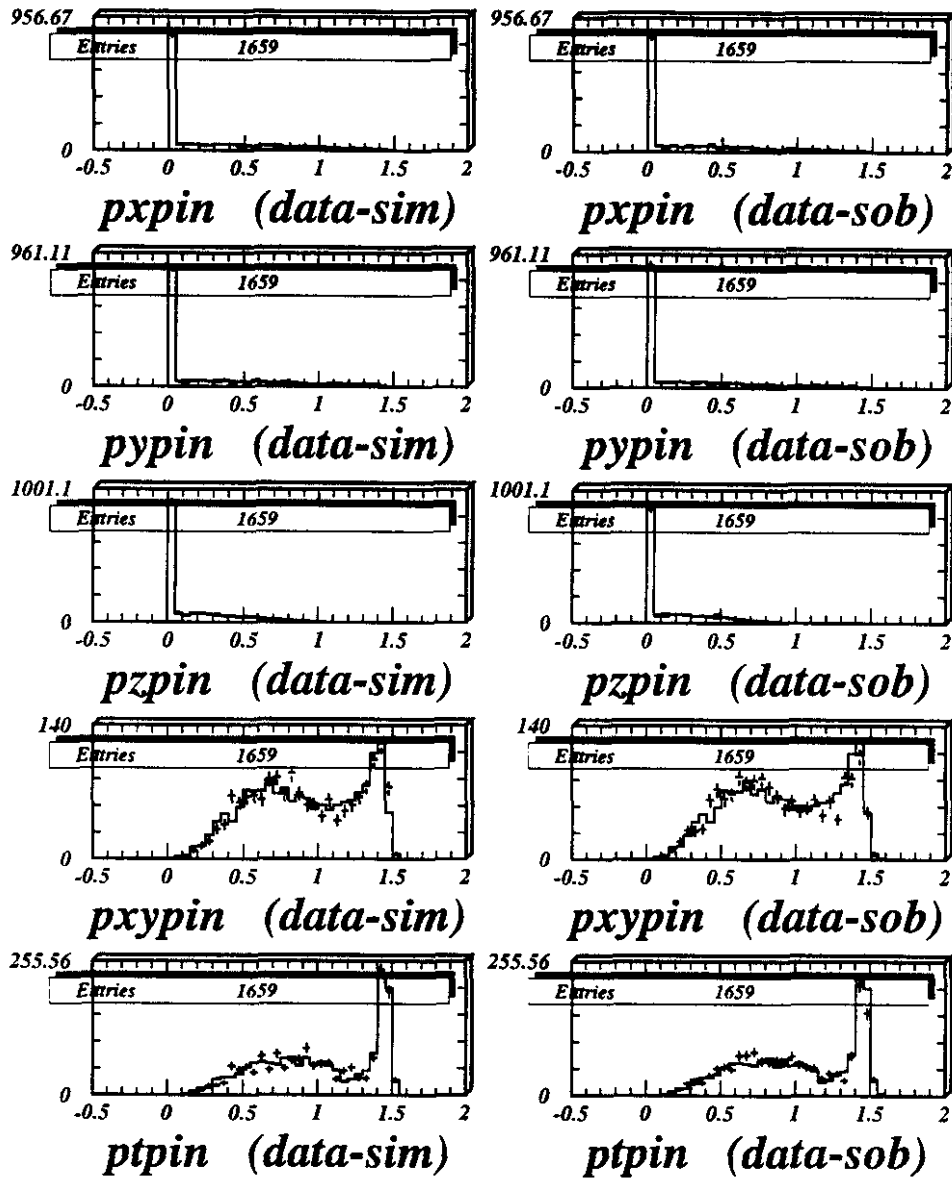 956.67 956.67
Entries 1659 Entries 1659
0 0
-0.5 0 0.5 1 1.5 2 -0.5 0 0.5 1 1.5 2
pxpin (data-sim) pxpin (data-sob)
961.11 961.11
Entries 1659 Entries 1659
0 0
-0.5 0 0.5 1 1.5 2 -0.5 0 0.5 1 1.5 2
pypin (data-sim) pypin (data-sob)
1001.1 1001.1
Entries 1659 Entries 1659
0 0
-0.5 0 0.5 1 1.5 2 -0.5 0 0.5 1 1.5 2
pzpin (data-sim) pzpin (data-sob)
140 140
Entries 1659 Entries 1659
0 0
-0.5 0 0.5 1 1.5 2 -0.5 0 0.5 1 1.5 2
pxypin (data-sim) pxypin (data-sob)
255.56 255.56
Entries 1659 Entries 1659
0 0
-0.5 0 0.5 1 1.5 2 -0.5 0 0.5 1 1.5 2
ptpin (data-sim) ptpin (data-sob)